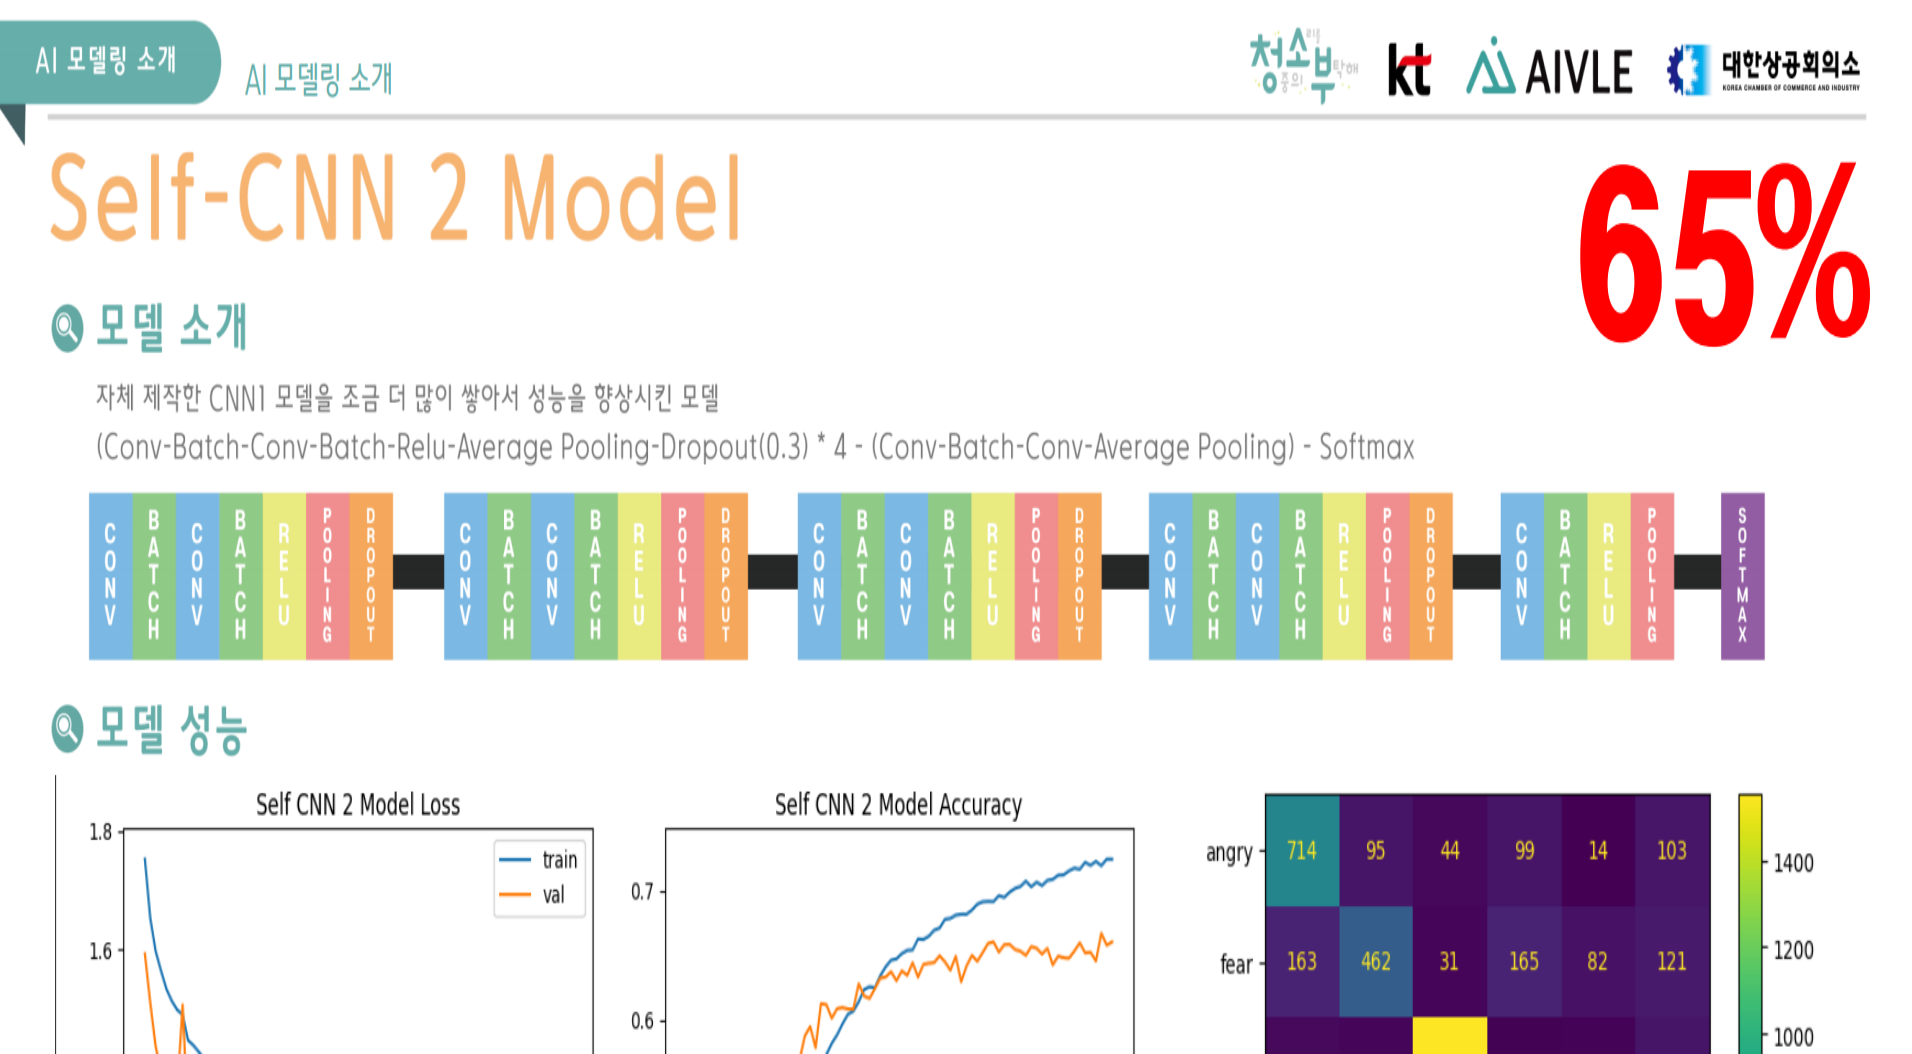 AI 모델링 소개
AI 모델링 소개
청소부
kt
AIVLE
대한상공회의소
KOREA CHAMBER OF COMMERCE AND INDUSTRY
Self-CNN 2 Model
65%
모델 소개
자체 제작한 CNN1 모델을 조금 더 많이 쌓아서 성능을 향상시킨 모델
(Conv-Batch-Conv-Batch-Relu-Average Pooling-Dropout(0.3) * 4 - (Conv-Batch-Conv-Average Pooling) - Softmax
CONV BATCH CONV BATCH RELU POOLING DROPOUT CONV BATCH CONV BATCH RELU POOLING DROPOUT CONV BATCH CONV BATCH RELU POOLING DROPOUT CONV BATCH CONV BATCH RELU POOLING DROPOUT CONV BATCH RELU POOLING SOFTMAX
모델 성능
Self CNN 2 Model Loss
1.8
1.6
train
val
Self CNN 2 Model Accuracy
0.7
0.6
angry 714 95 44 99 14 103
fear 163 462 31 165 82 121
1400
1200
1000